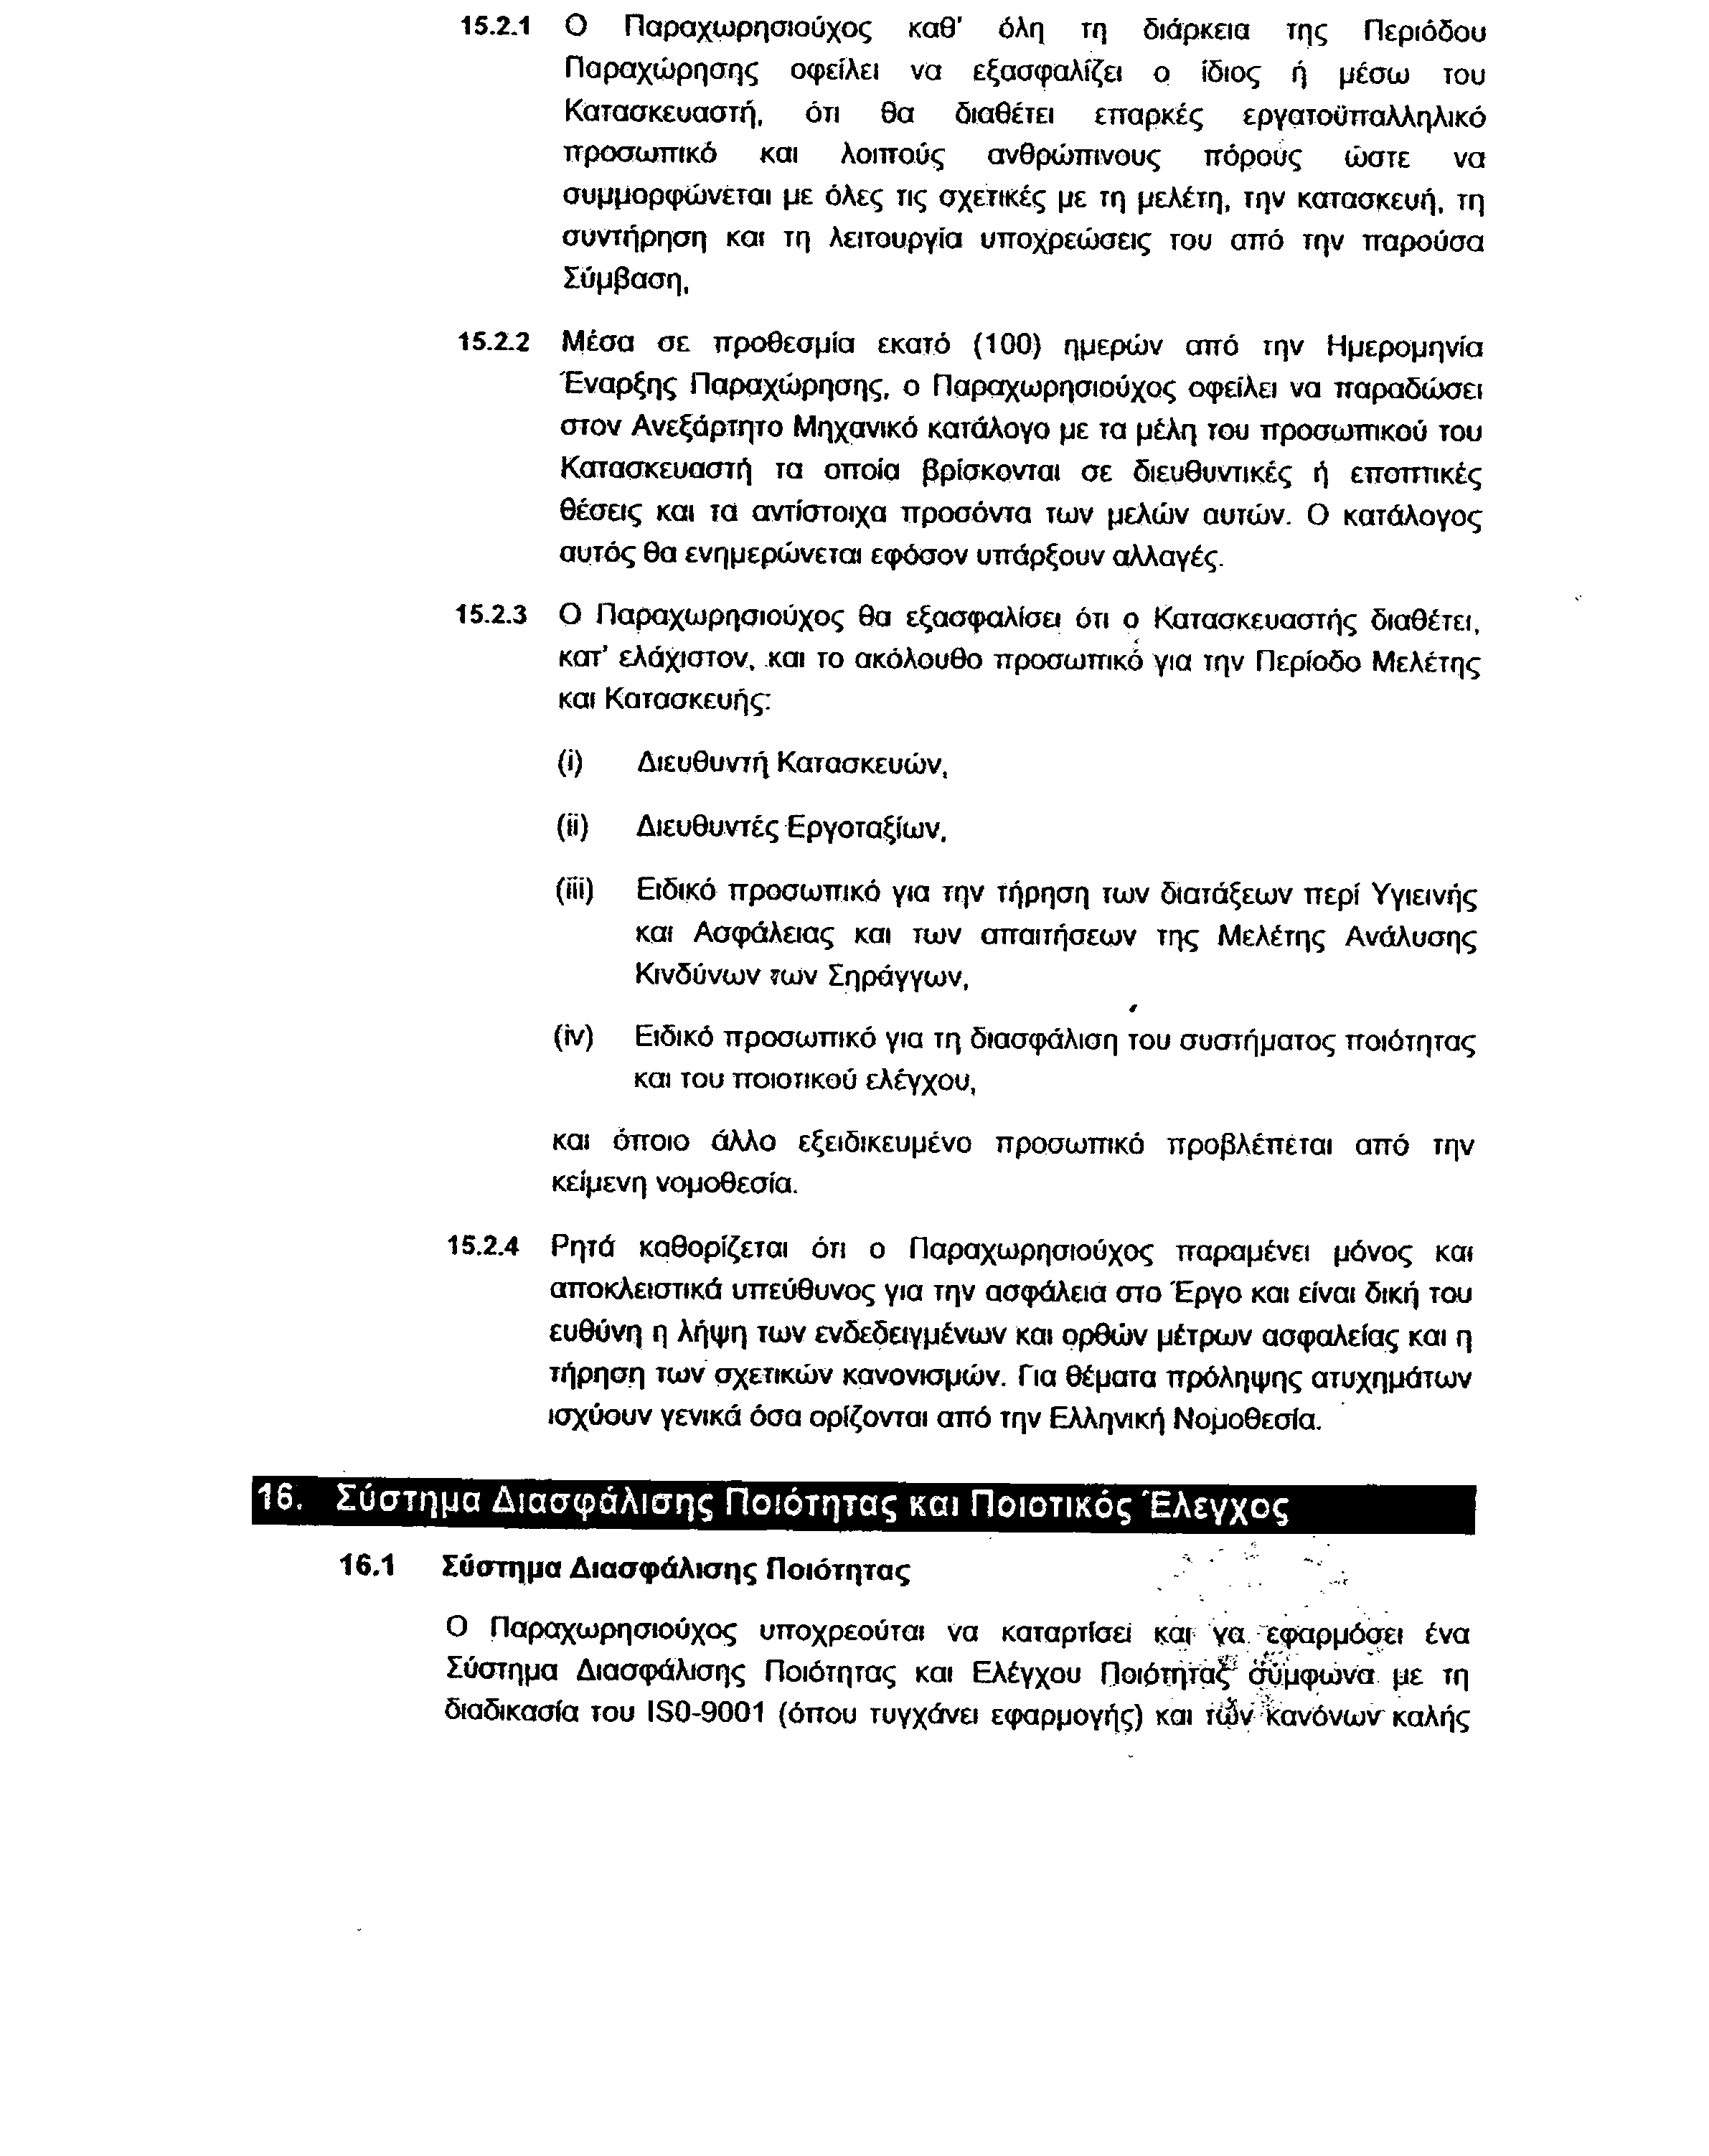 15.2.1 Ο Παραχωρησιούχος καθ' όλη τη διάρκεια της Περιόδου
Παραχώρησης οφείλει να εξασφαλίζει ο ίδιος ή μέσω του
Κατασκευαστή, ότι θα διαθέτει επαρκές εργατοϋπαλληλικό
προσωπικό και λοιπούς ανθρώπινους πόρους ώστε να
συμμορφώνεται με όλες τις σχετικές με τη μελέτη, την κατασκευή, τη
συντήρηση και τη λειτουργία υποχρεώσεις του από την παρούσα
Σύμβαση,
15.2.2 Μέσα σε προθεσμία εκατό (100) ημερών από την Ημερομηνία
Έναρξης Παραχώρησης, ο Παραχωρησιούχος οφείλει να παραδώσει
στον Ανεξάρτητο Μηχανικό κατάλογο με τα μέλη του προσωπικού του
Κατασκευαστή τα οποία βρίσκονται σε διευθυντικές ή εποπτικές
θέσεις και τα αντίστοιχα προσόντα των μελών αυτών. Ο κατάλογος
αυτός θα ενημερώνεται εφόσον υπάρξουν αλλαγές.
15.2.3 Ο Παραχωρησιούχος θα εξασφαλίσει ότι ο Κατασκευαστής διαθέτει,
κατ' ελάχιστον, και το ακόλουθο προσωπικό για την Περίοδο Μελέτης
και Κατασκευής:
(i) Διευθυντή Κατασκευών,
(ii) Διευθυντές Εργοταξίων,
(iii) Ειδικό προσωπικό για την τήρηση των διατάξεων περί Υγιεινής
και Ασφάλειας και των απαιτήσεων της Μελέτης Ανάλυσης
Κινδύνων των Σηράγγων,
(iv) Ειδικό προσωπικό για τη διασφάλιση του συστήματος ποιότητας
και του ποιοτικού ελέγχου,
και όποιο άλλο εξειδικευμένο προσωπικό προβλέπεται από την
κείμενη νομοθεσία.
15.2.4 Ρητά καθορίζεται ότι ο Παραχωρησιούχος παραμένει μόνος και
αποκλειστικά υπεύθυνος για την ασφάλεια στο Έργο και είναι δική του
ευθύνη η λήψη των ενδεδειγμένων και ορθών μέτρων ασφαλείας και η
τήρηση των σχετικών κανονισμών. Για θέματα πρόληψης ατυχημάτων
ισχύουν γενικά όσα ορίζονται από την Ελληνική Νομοθεσία.
16. Σύστημα Διασφάλισης Ποιότητας και Ποιοτικός Έλεγχος
16.1 Σύστημα Διασφάλισης Ποιότητας
Ο Παραχωρησιούχος υποχρεούται να καταρτίσει και να εφαρμόσει ένα
Σύστημα Διασφάλισης Ποιότητας και Ελέγχου Ποιότητας σύμφωνα με τη
διαδικασία του IS0-9001 (όπου τυγχάνει εφαρμογής) και των κανόνων καλής